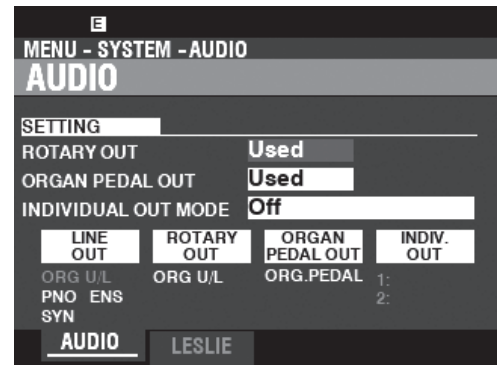 E
MENU - SYSTEM - AUDIO
AUDIO
SETTING
ROTARY OUT Used
ORGAN PEDAL OUT Used
INDIVIDUAL OUT MODE Off
LINE OUT ROTARY OUT ORGAN PEDAL OUT INDIV. OUT
ORG U/L ORG U/L ORG.PEDAL 1:
PNO ENS 2:
SYN
AUDIO LESLIE